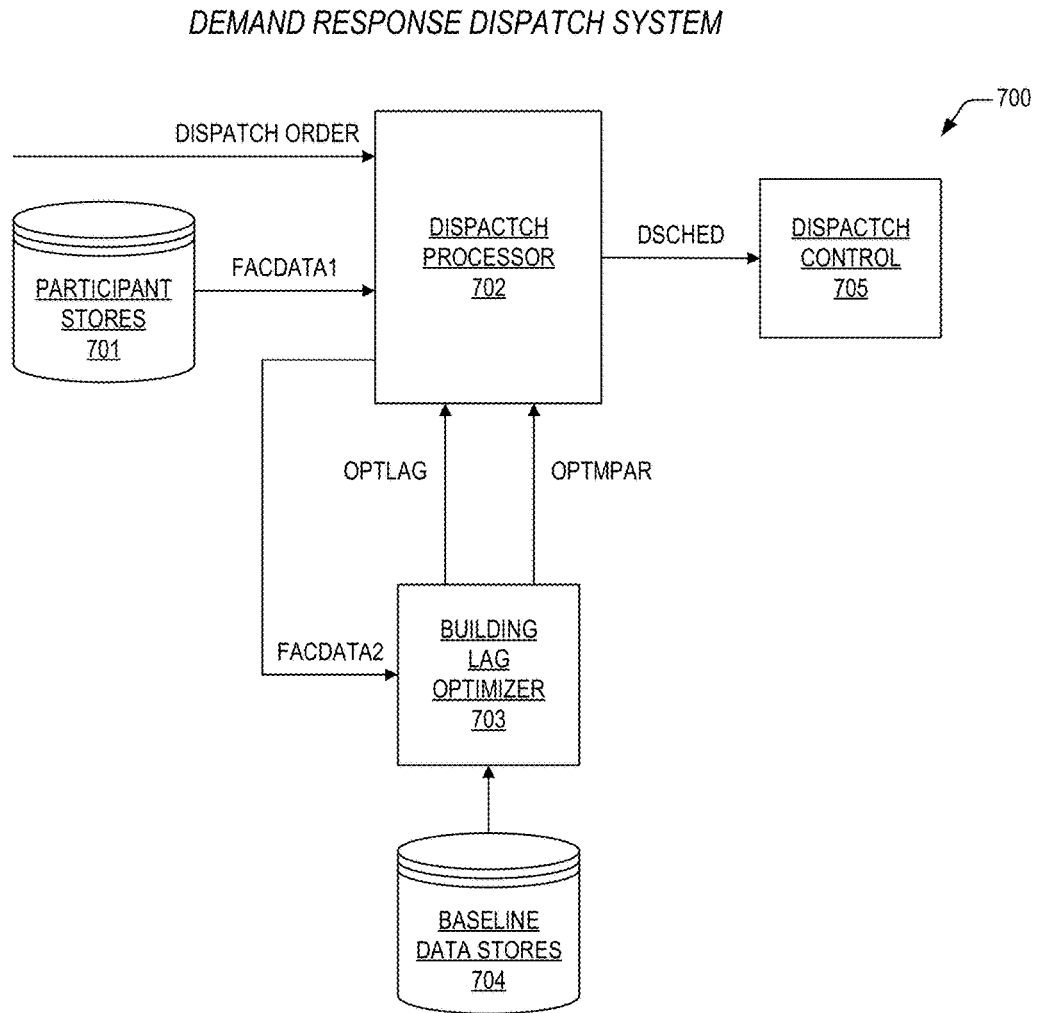 DEMAND RESPONSE DISPATCH SYSTEM
700
DISPATCH ORDER
DISPACTCH
PROCESSOR
702
DSCHED
DISPACTCH
CONTROL
705
FACDATA1
PARTICIPANT
STORES
701
OPTLAG
OPTMPAR
FACDATA2
BUILDING
LAG
OPTIMIZER
703
BASELINE
DATA STORES
704